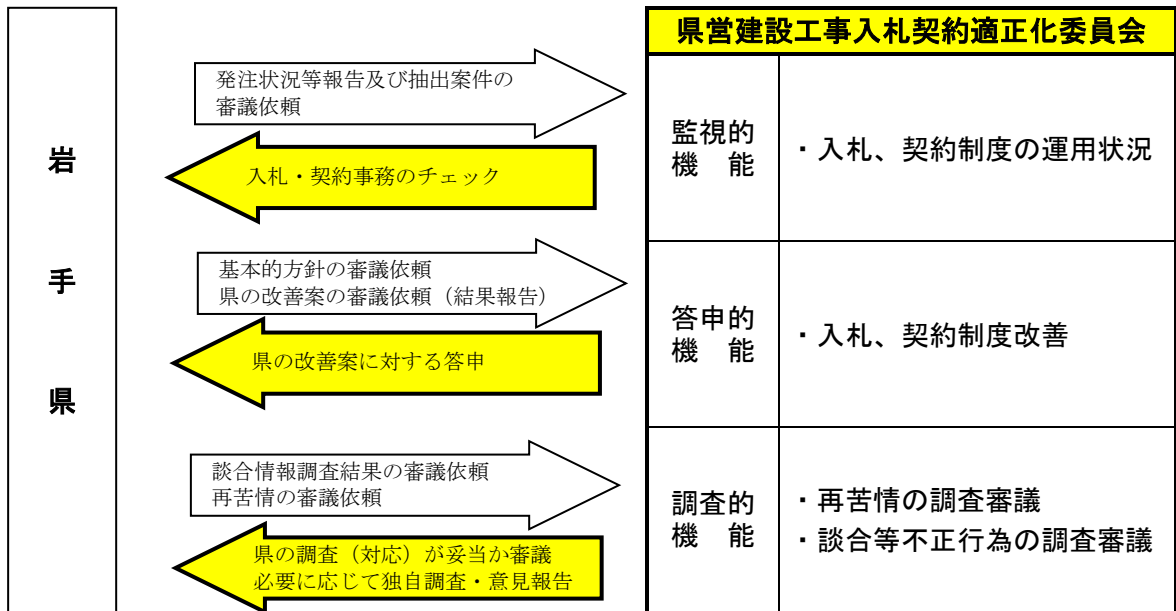 県営建設工事入札契約適正化委員会
岩
手
県
発注状況等報告及び抽出案件の
審議依頼
入札・契約事務のチェック
監視的
機　能
・入札、契約制度の運用状況
基本的方針の審議依頼
県の改善案の審議依頼（結果報告）
県の改善案に対する答申
答申的
機　能
・入札、契約制度改善
談合情報調査結果の審議依頼
再苦情の審議依頼
県の調査（対応）が妥当か審議
必要に応じて独自調査・意見報告
調査的
機　能
・再苦情の調査審議
・談合等不正行為の調査審議